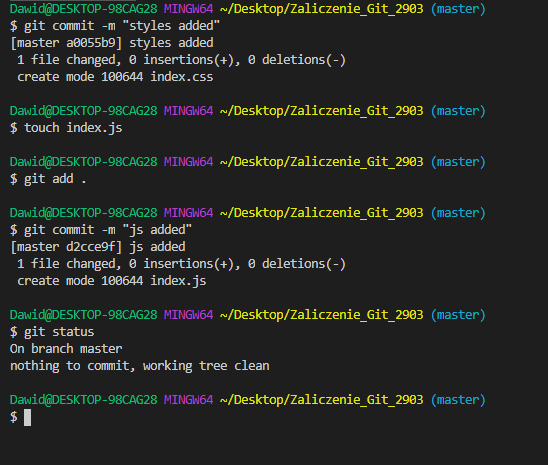 Dawid@DESKTOP-98CAG28 MINGW64 ~/Desktop/Zaliczenie_Git_2903 (master)
$ git commit -m "styles added"
[master a0055b9] styles added
 1 file changed, 0 insertions(+), 0 deletions(-)
 create mode 100644 index.css

Dawid@DESKTOP-98CAG28 MINGW64 ~/Desktop/Zaliczenie_Git_2903 (master)
$ touch index.js

Dawid@DESKTOP-98CAG28 MINGW64 ~/Desktop/Zaliczenie_Git_2903 (master)
$ git add .

Dawid@DESKTOP-98CAG28 MINGW64 ~/Desktop/Zaliczenie_Git_2903 (master)
$ git commit -m "js added"
[master d2cce9f] js added
 1 file changed, 0 insertions(+), 0 deletions(-)
 create mode 100644 index.js

Dawid@DESKTOP-98CAG28 MINGW64 ~/Desktop/Zaliczenie_Git_2903 (master)
$ git status
On branch master
nothing to commit, working tree clean

Dawid@DESKTOP-98CAG28 MINGW64 ~/Desktop/Zaliczenie_Git_2903 (master)
$